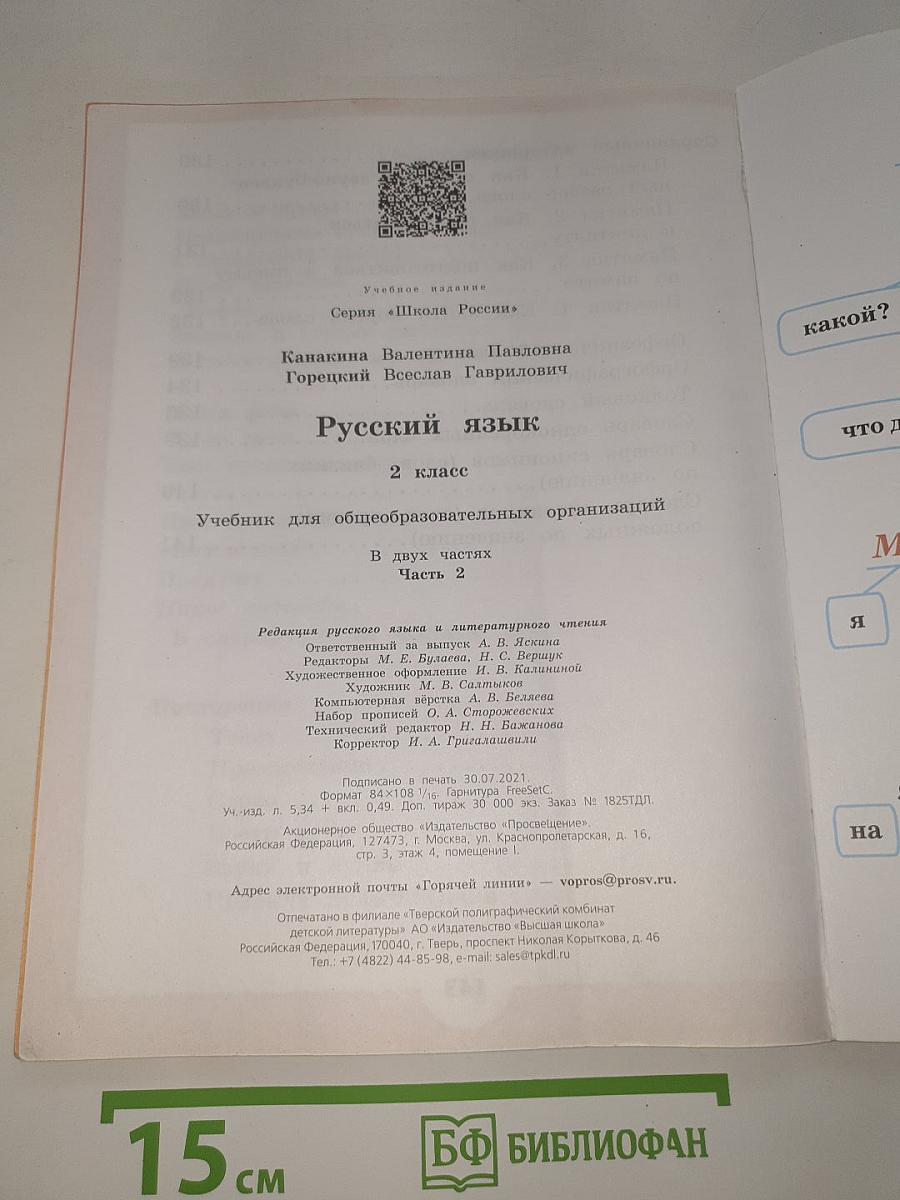 Учебное издание
Серия «Школа России»
Канакина Валентина Павловна
Горецкий Всеслав Гаврилович
Русский язык
2 класс
Учебник для общеобразовательных организаций
В двух частях
Часть 2
Редакция русского языка и литературного чтения
Ответственный за выпуск А. В. Яскина
Редакторы М. Е. Булаева, Н. С. Вершук
Художественное оформление И. В. Калининой
Художник М. В. Салтыков
Компьютерная вёрстка А. В. Беляева
Набор прописей О. А. Сторожевских
Технический редактор Н. Н. Бажанова
Корректор И. А. Григалашвили
Подписано в печать 30.07.2021.
Формат 84×108 1/16. Гарнитура FreeSetC.
Уч.-изд. л. 5,34 + вкл. 0,49. Доп. тираж 30 000 экз. Заказ № 1825ТДЛ.
Акционерное общество «Издательство «Просвещение».
Российская Федерация, 127473, г. Москва, ул. Краснопролетарская, д. 16,
стр. 3, этаж 4, помещение I.
Адрес электронной почты «Горячей линии» — vopros@prosv.ru.
Отпечатано в филиале «Тверской полиграфический комбинат
детской литературы» АО «Издательство «Высшая школа»
Российская Федерация, 170040, г. Тверь, проспект Николая Корыткова, д. 46
Тел.: +7 (4822) 44-85-98, e-mail: sales@tpkdl.ru
какой?
что д
М
я
на
15 см
БФ БИБЛИОФАН